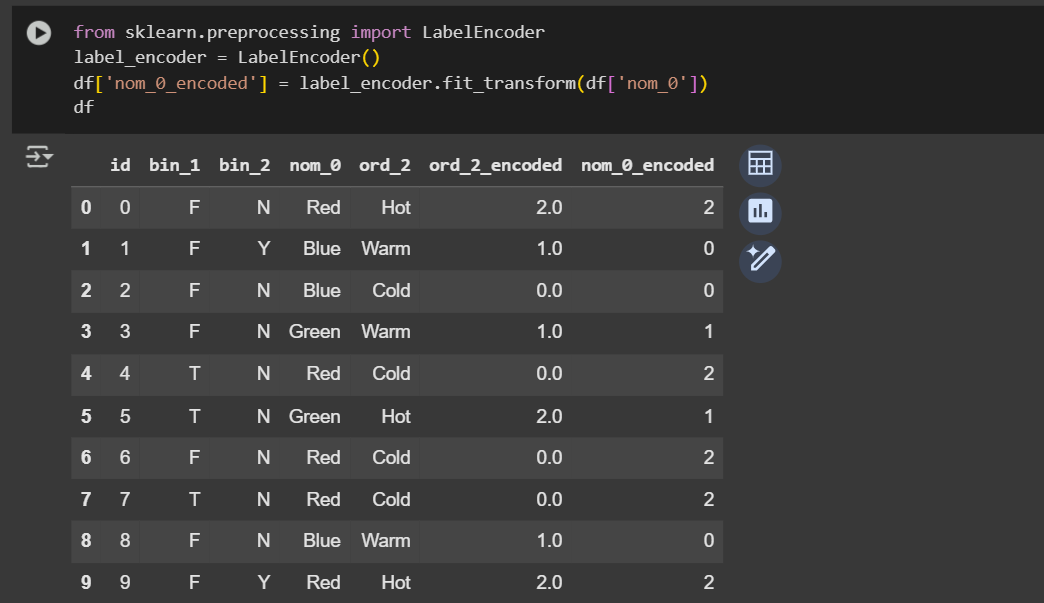 from sklearn.preprocessing import LabelEncoder
label_encoder = LabelEncoder()
df['nom_0_encoded'] = label_encoder.fit_transform(df['nom_0'])
df
id bin_1 bin_2 nom_0 ord_2 ord_2_encoded nom_0_encoded
0 0 F N Red Hot 2.0 2
1 1 F Y Blue Warm 1.0 0
2 2 F N Blue Cold 0.0 0
3 3 F N Green Warm 1.0 1
4 4 T N Red Cold 0.0 2
5 5 T N Green Hot 2.0 1
6 6 F N Red Cold 0.0 2
7 7 T N Red Cold 0.0 2
8 8 F N Blue Warm 1.0 0
9 9 F Y Red Hot 2.0 2